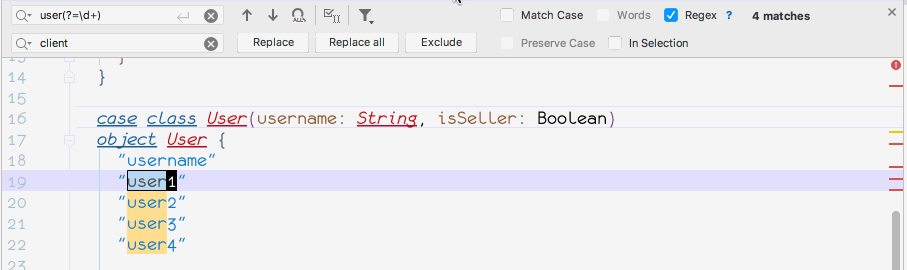 user(?=\d+) Match Case Words Regex ? 4 matches
client Replace Replace all Exclude Preserve Case In Selection
13 }
14 }
15
16 case class User(username: String, isSeller: Boolean)
17 object User {
18 "username"
19 "user1"
20 "user2"
21 "user3"
22 "user4"
23